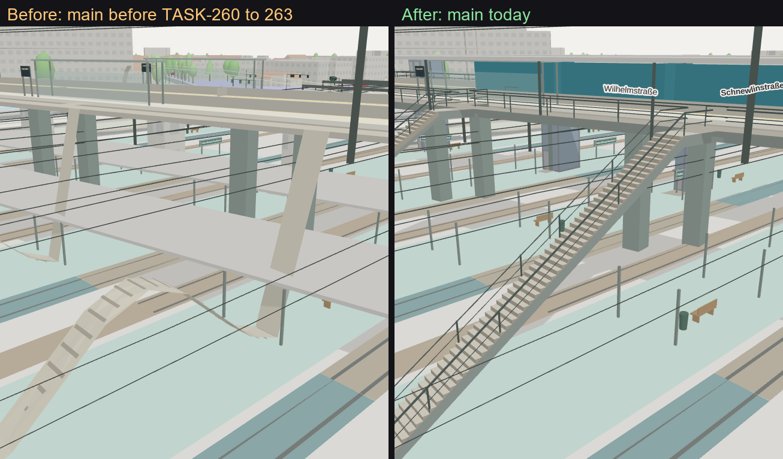 Before: main before TASK-260 to 263
After: main today
Wilhelmstraße
Schnewlinstraße